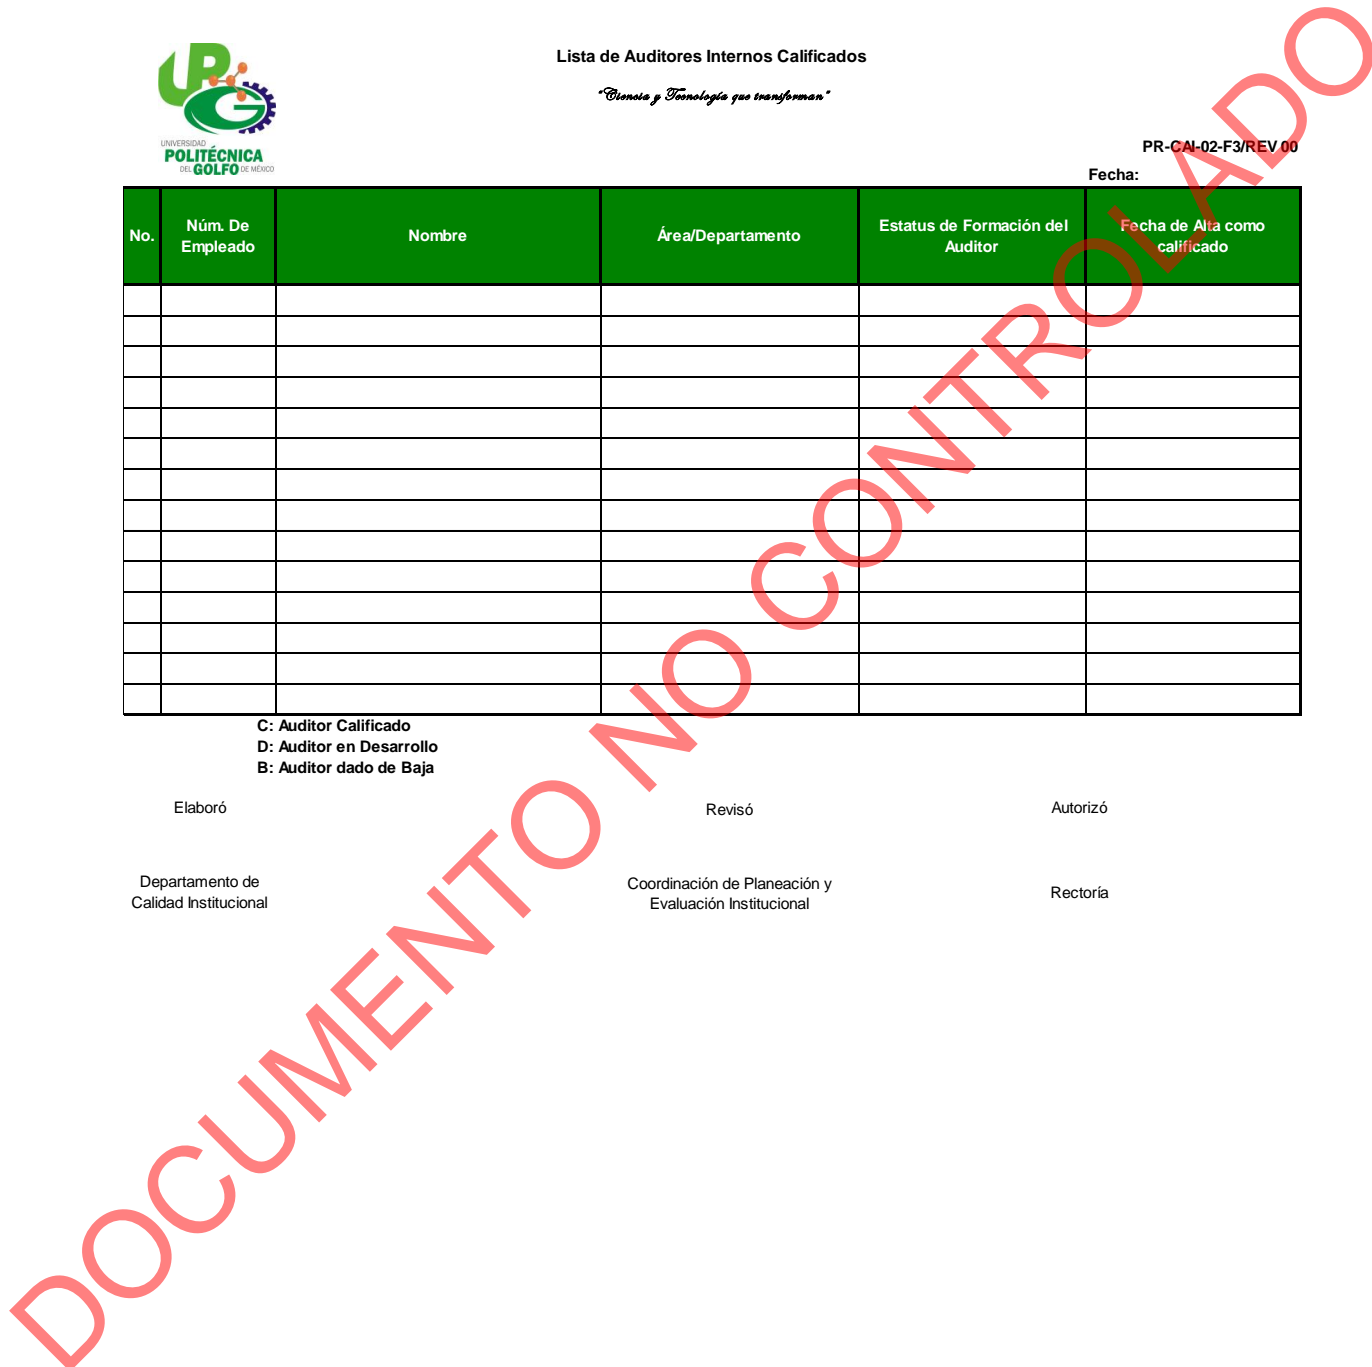 Lista de Auditores Internos Calificados
"Ciencia y Tecnología que transforman"
UNIVERSIDAD
POLITÉCNICA
DEL GOLFO DE MÉXICO
PR-CAI-02-F3/REV 00
Fecha:
No. Núm. De Empleado Nombre Área/Departamento Estatus de Formación del Auditor Fecha de Alta como calificado
C: Auditor Calificado
D: Auditor en Desarrollo
B: Auditor dado de Baja
Elaboró Revisó Autorizó
Departamento de Calidad Institucional Coordinación de Planeación y Evaluación Institucional Rectoría
DOCUMENTO NO CONTROLADO